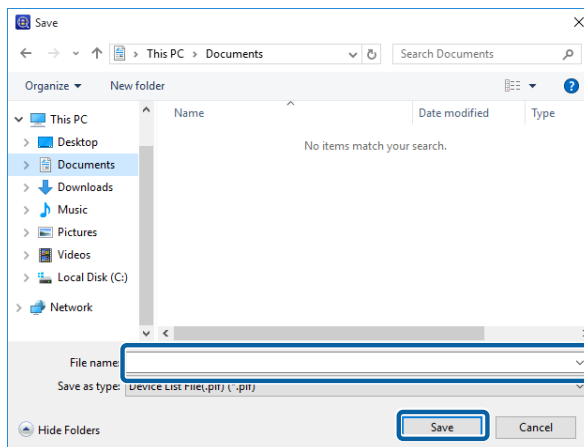 Save
This PC > Documents
Search Documents
Organize
New folder
Name
Date modified
Type
This PC
No items match your search.
Desktop
Documents
Downloads
Music
Pictures
Videos
Local Disk (C:)
Network
File name:
Save as type: Device List File(.plf) (*.plf)
Hide Folders
Save
Cancel